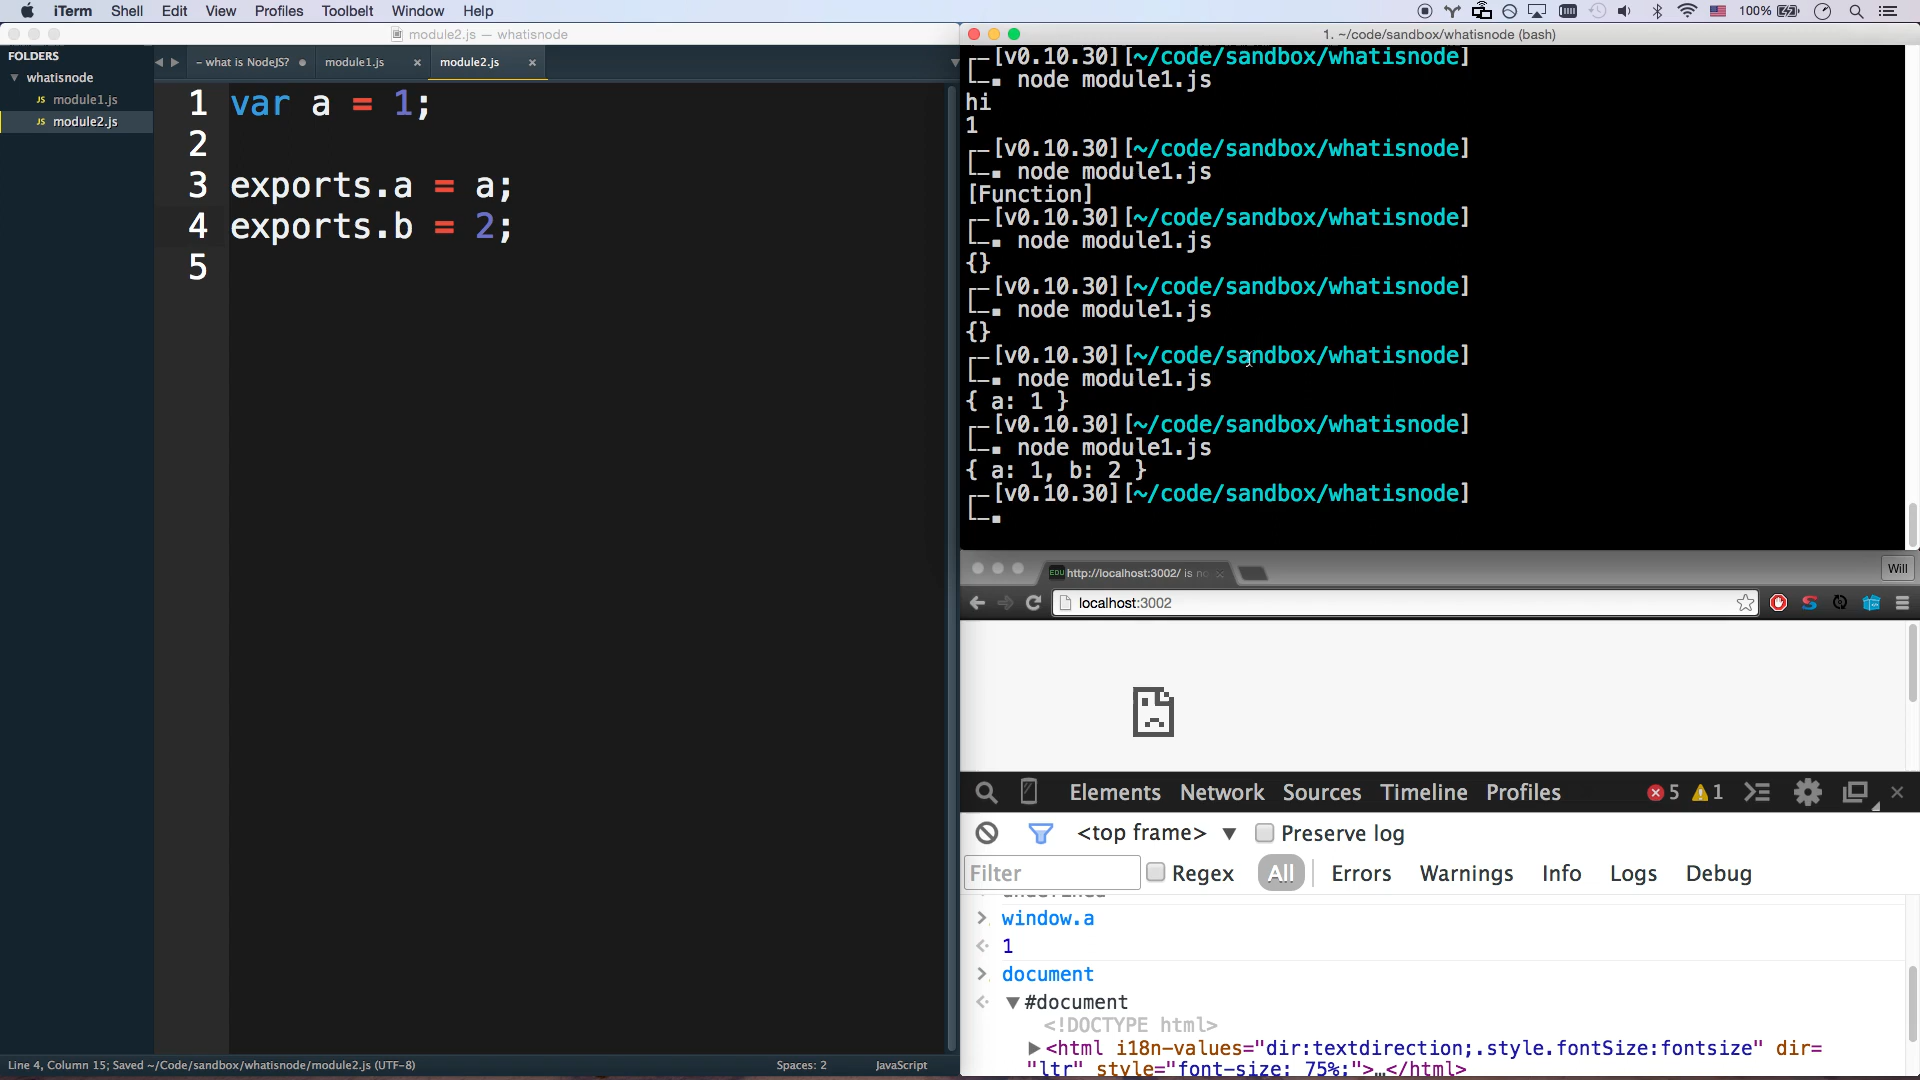 iTerm Shell Edit View Profiles Toolbelt Window Help 100%
module2.js — whatisnode
FOLDERS
whatisnode
JS module1.js
JS module2.js
- what is NodeJS?
module1.js
module2.js
1 var a = 1;
2
3 exports.a = a;
4 exports.b = 2;
5
Line 4, Column 15; Saved ~/Code/sandbox/whatisnode/module2.js (UTF-8)
Spaces: 2
JavaScript
1. ~/code/sandbox/whatisnode (bash)
[v0.10.30][~/code/sandbox/whatisnode]
node module1.js
hi
1
[v0.10.30][~/code/sandbox/whatisnode]
node module1.js
[Function]
[v0.10.30][~/code/sandbox/whatisnode]
node module1.js
{}
[v0.10.30][~/code/sandbox/whatisnode]
node module1.js
{}
[v0.10.30][~/code/sandbox/whatisnode]
node module1.js
{ a: 1 }
[v0.10.30][~/code/sandbox/whatisnode]
node module1.js
{ a: 1, b: 2 }
[v0.10.30][~/code/sandbox/whatisnode]
EDU http://localhost:3002/ is
Will
localhost:3002
Elements Network Sources Timeline Profiles 5 1
<top frame> Preserve log
Filter Regex All Errors Warnings Info Logs Debug
undefined
window.a
1
document
#document
<!DOCTYPE html>
<html i18n-values="dir:textdirection;.style.fontSize:fontsize" dir=
"ltr" style="font-size: 75%;">…</html>